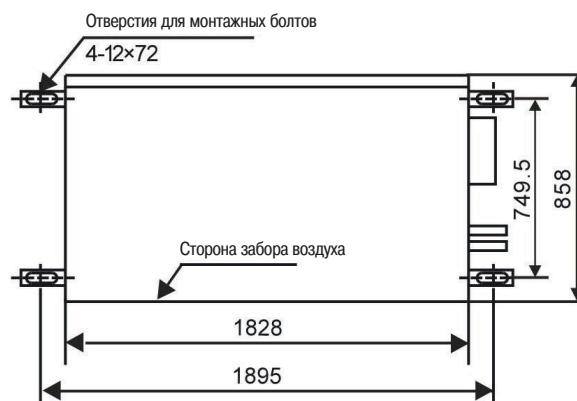 Отверстия для монтажных болтов
4-12×72
749.5
858
Сторона забора воздуха
1828
1895